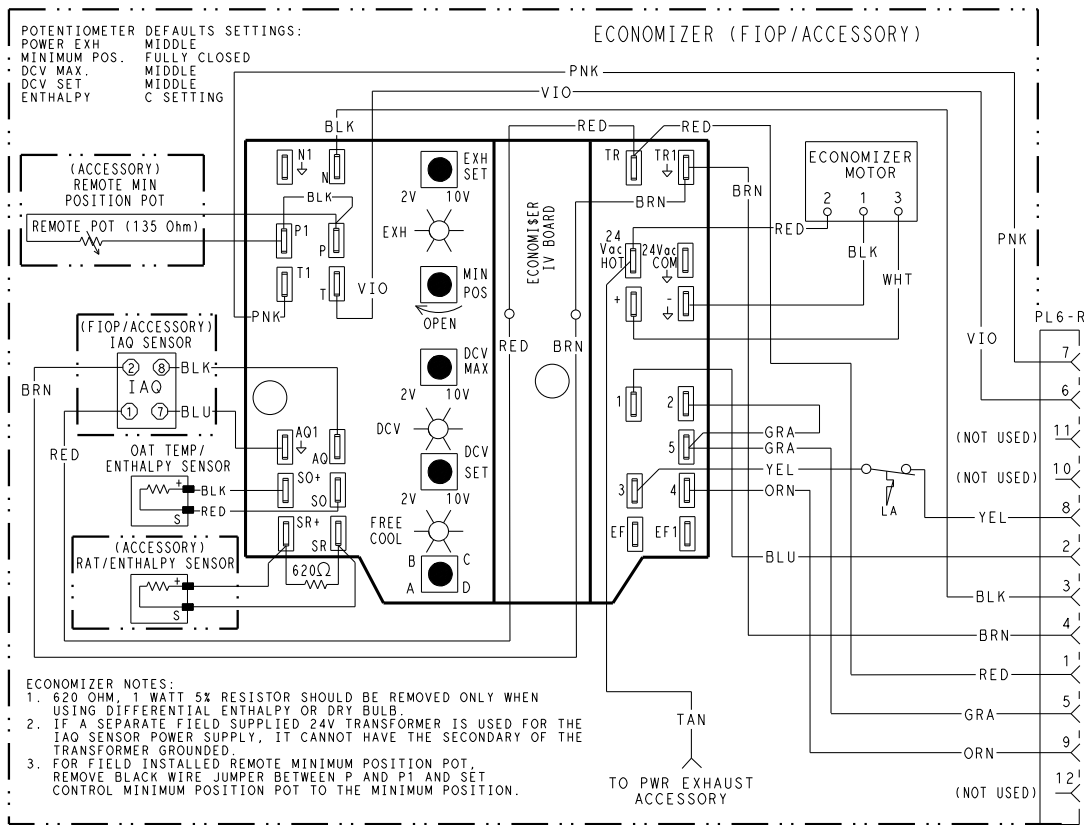 POTENTIOMETER DEFAULTS SETTINGS:
POWER EXH MIDDLE
MINIMUM POS. FULLY CLOSED
DCV MAX. MIDDLE
DCV SET MIDDLE
ENTHALPY C SETTING
ECONOMIZER (FIOP/ACCESSORY)
PNK
VIO
BLK
RED
RED
N1
N
EXH
SET
2V 10V
TR
TR1
BRN
ECONOMIZER
MOTOR
2 1 3
(ACCESSORY)
REMOTE MIN
POSITION POT
REMOTE POT (135 Ohm)
BLK
P1
P
EXH
ECONOMI$ER
IV BOARD
BRN
RED
24
Vac
HOT
24Vac
COM
BLK
WHT
PNK
T1
T
VIO
MIN
POS
OPEN
+
-
PNK
RED
BRN
VIO
PL6-R
7
6
11
(NOT USED)
10
(NOT USED)
8
2
3
4
1
5
9
12
(NOT USED)
(FIOP/ACCESSORY)
IAQ SENSOR
2 8
BLK
IAQ
1 7
BLU
BRN
RED
DCV
MAX
2V 10V
DCV
DCV
SET
2V 10V
1
2
5
GRA
GRA
YEL
ORN
3
4
LA
YEL
AQ1
AQ
OAT TEMP/
ENTHALPY SENSOR
+
BLK
S
RED
SO+
SO
SR+
SR
FREE
COOL
EF
EF1
B C
A D
620Ω
(ACCESSORY)
RAT/ENTHALPY SENSOR
+
S
BLU
BLK
BRN
RED
GRA
ORN
TAN
TO PWR EXHAUST
ACCESSORY
ECONOMIZER NOTES:
1. 620 OHM, 1 WATT 5% RESISTOR SHOULD BE REMOVED ONLY WHEN
USING DIFFERENTIAL ENTHALPY OR DRY BULB.
2. IF A SEPARATE FIELD SUPPLIED 24V TRANSFORMER IS USED FOR THE
IAQ SENSOR POWER SUPPLY, IT CANNOT HAVE THE SECONDARY OF THE
TRANSFORMER GROUNDED.
3. FOR FIELD INSTALLED REMOTE MINIMUM POSITION POT,
REMOVE BLACK WIRE JUMPER BETWEEN P AND P1 AND SET
CONTROL MINIMUM POSITION POT TO THE MINIMUM POSITION.